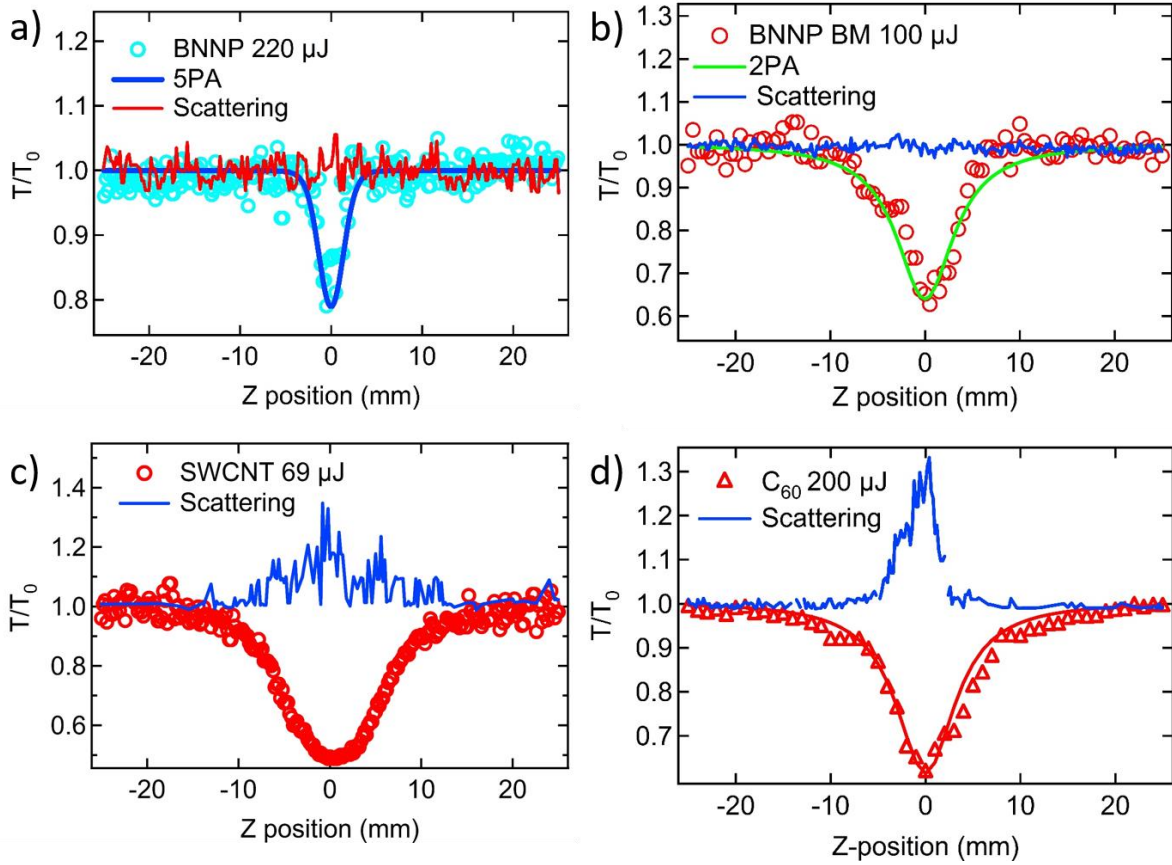 a)
BNNP 220 µJ
5PA
Scattering
1.2
1.1
1.0
0.9
0.8
T/T0
-20 -10 0 10 20
Z position (mm)
b)
BNNP BM 100 µJ
2PA
Scattering
1.3
1.2
1.1
1.0
0.9
0.8
0.7
0.6
T/T0
-20 -10 0 10 20
Z position (mm)
c)
SWCNT 69 µJ
Scattering
1.4
1.2
1.0
0.8
0.6
T/T0
-20 -10 0 10 20
Z position (mm)
d)
C60 200 µJ
Scattering
1.3
1.2
1.1
1.0
0.9
0.8
0.7
T/T0
-20 -10 0 10 20
Z-position (mm)